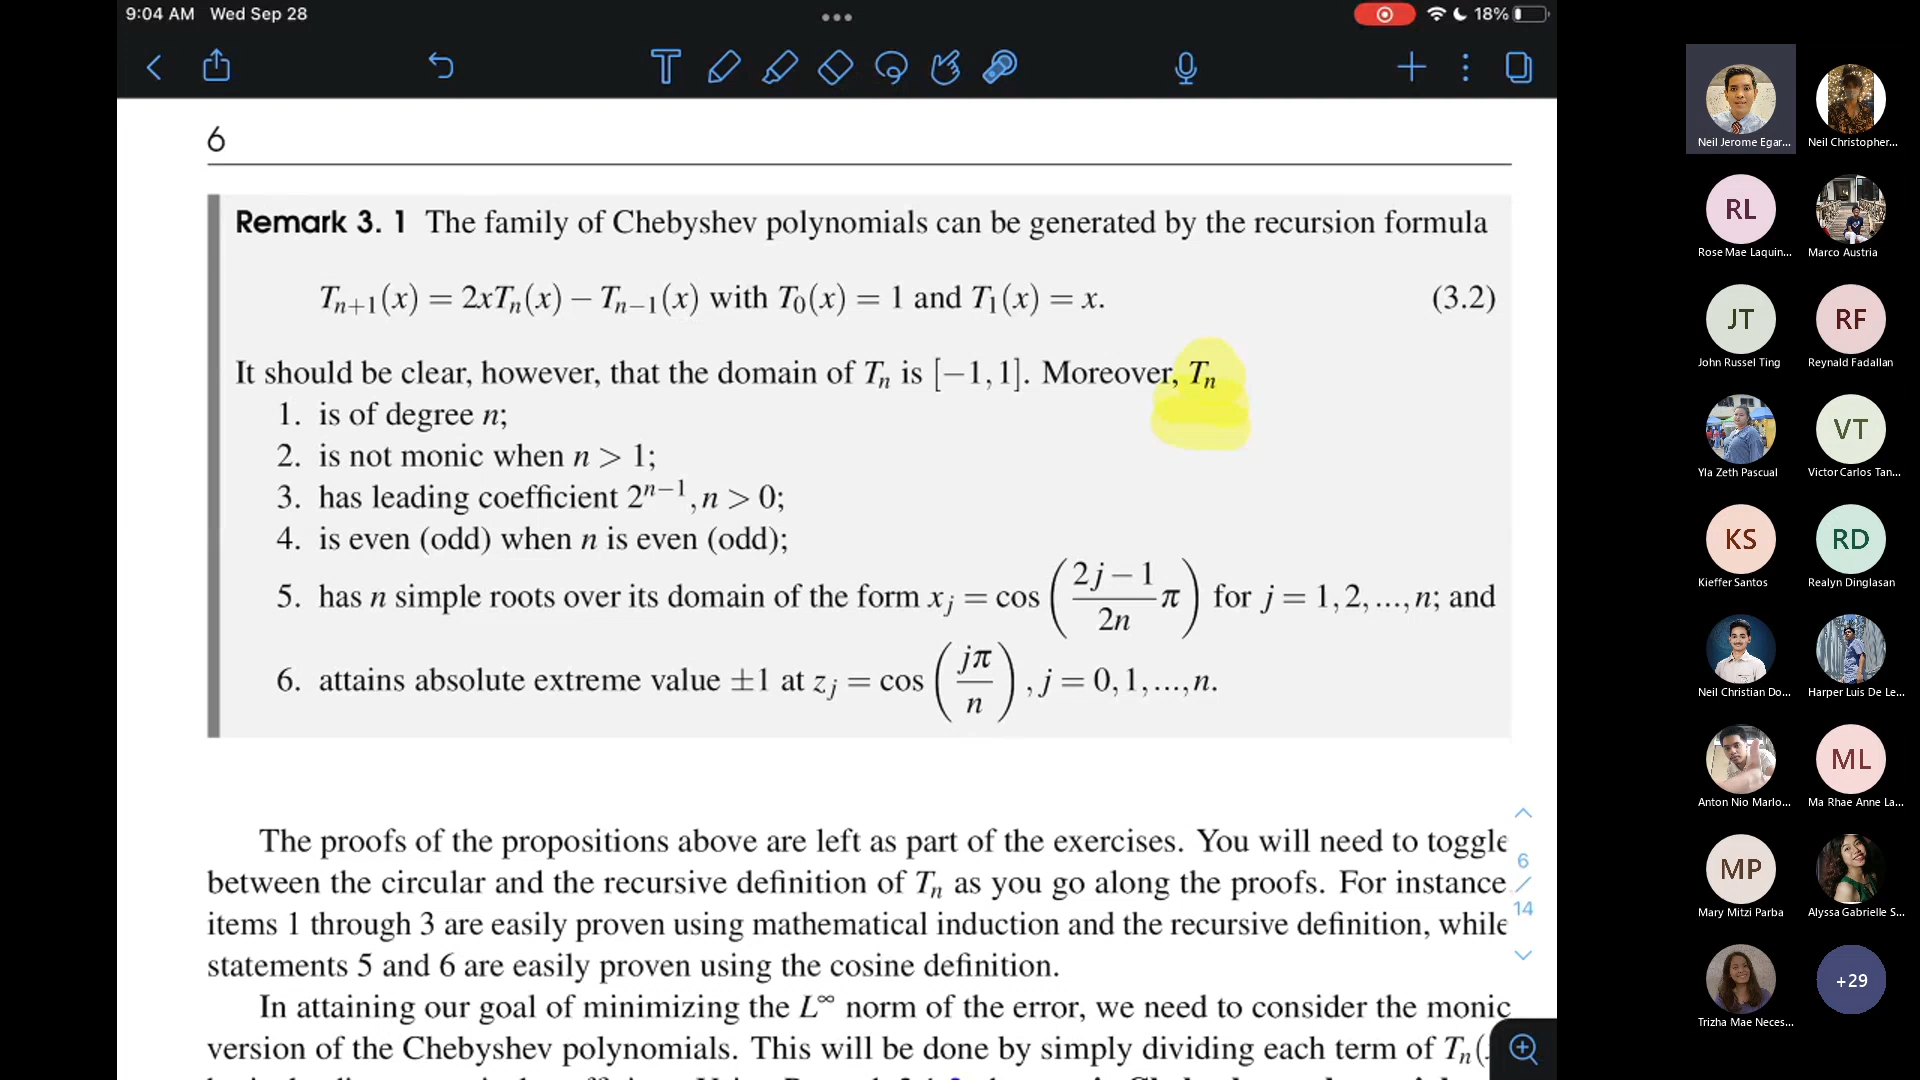 9:04 AM Wed Sep 28
18%
6
Remark 3. 1 The family of Chebyshev polynomials can be generated by the recursion formula
Tₙ₊₁(x) = 2xTₙ(x) − Tₙ₋₁(x) with T₀(x) = 1 and T₁(x) = x. (3.2)
It should be clear, however, that the domain of Tₙ is [−1, 1]. Moreover, Tₙ
1. is of degree n;
2. is not monic when n > 1;
3. has leading coefficient 2ⁿ⁻¹, n > 0;
4. is even (odd) when n is even (odd);
5. has n simple roots over its domain of the form xⱼ = cos((2j − 1)/(2n) π) for j = 1, 2, ..., n; and
6. attains absolute extreme value ±1 at zⱼ = cos(jπ/n), j = 0, 1, ..., n.
The proofs of the propositions above are left as part of the exercises. You will need to toggle
between the circular and the recursive definition of Tₙ as you go along the proofs. For instance
items 1 through 3 are easily proven using mathematical induction and the recursive definition, while
statements 5 and 6 are easily proven using the cosine definition.
In attaining our goal of minimizing the L∞ norm of the error, we need to consider the monic
version of the Chebyshev polynomials. This will be done by simply dividing each term of Tₙ(
6
/
14
Neil Jerome Egar...
Neil Christopher...
RL
Rose Mae Laquin...
Marco Austria
JT
John Russel Ting
RF
Reynald Fadallan
Yla Zeth Pascual
VT
Victor Carlos Tan...
KS
Kieffer Santos
RD
Realyn Dinglasan
Neil Christian Do...
Harper Luis De Le...
Anton Nio Marlo...
ML
Ma Rhae Anne La...
MP
Mary Mitzi Parba
Alyssa Gabrielle S...
Trizha Mae Neces...
+29